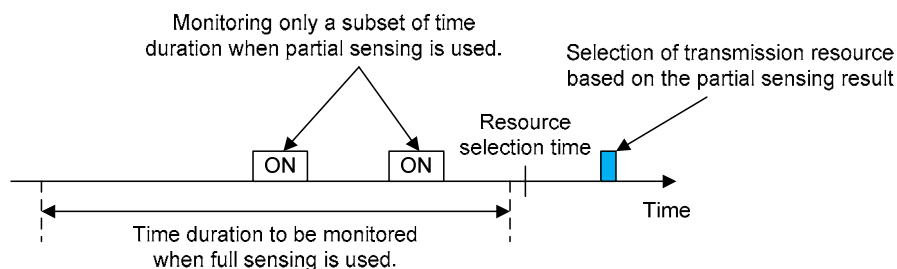 Monitoring only a subset of time
duration when partial sensing is used.
Selection of transmission resource
based on the partial sensing result
Resource
selection time
ON
ON
Time
Time duration to be monitored
when full sensing is used.